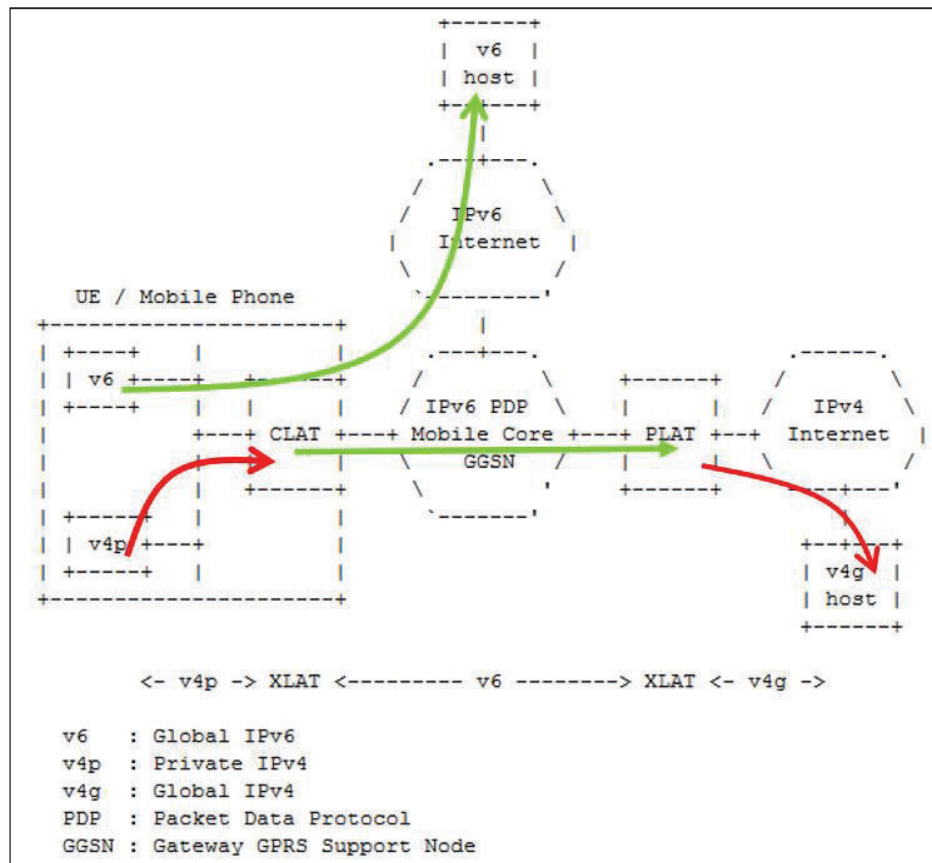 v6
host
IPv6
Internet
UE / Mobile Phone
v6
IPv6 PDP
IPv4
CLAT
Mobile Core
PLAT
Internet
GGSN
v4p
v4g
host
<- v4p -> XLAT <--------- v6 --------> XLAT <- v4g ->
v6 : Global IPv6
v4p : Private IPv4
v4g : Global IPv4
PDP : Packet Data Protocol
GGSN : Gateway GPRS Support Node